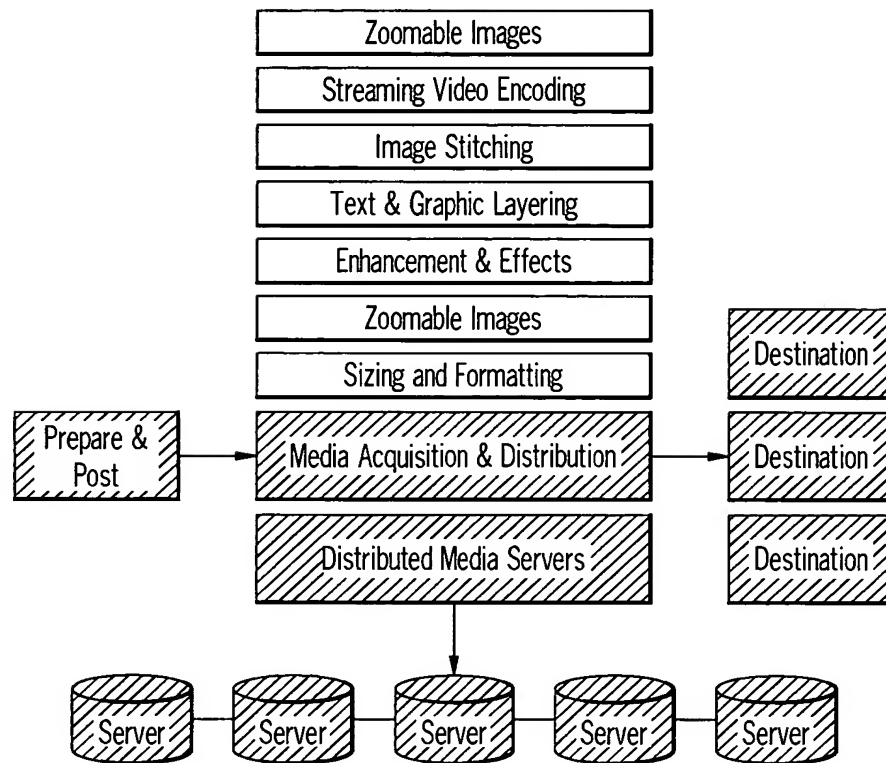 Zoomable Images
Streaming Video Encoding
Image Stitching
Text & Graphic Layering
Enhancement & Effects
Zoomable Images
Sizing and Formatting
Destination
Prepare &
Post
Media Acquisition & Distribution
Destination
Distributed Media Servers
Destination
Server
Server
Server
Server
Server